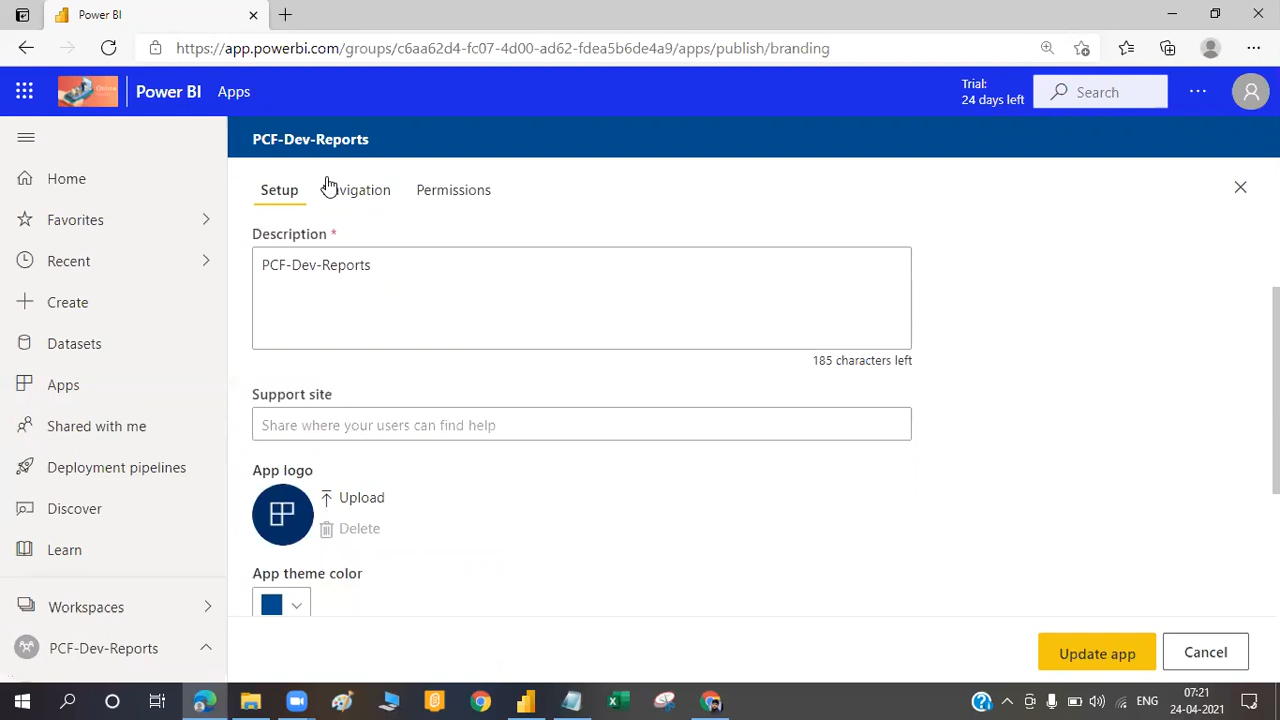 Power BI
https://app.powerbi.com/groups/c6aa62d4-fc07-4d00-ad62-fdea5b6de4a9/apps/publish/branding
Power BI
Apps
Trial:
24 days left
Search
PCF-Dev-Reports
Setup
Permissions
Home
Favorites
Recent
Create
Datasets
Apps
Shared with me
Deployment pipelines
Discover
Learn
Workspaces
PCF-Dev-Reports
Description *
PCF-Dev-Reports
185 characters left
Support site
Share where your users can find help
App logo
Upload
Delete
App theme color
Update app
Cancel
ENG
07:21
24-04-2021